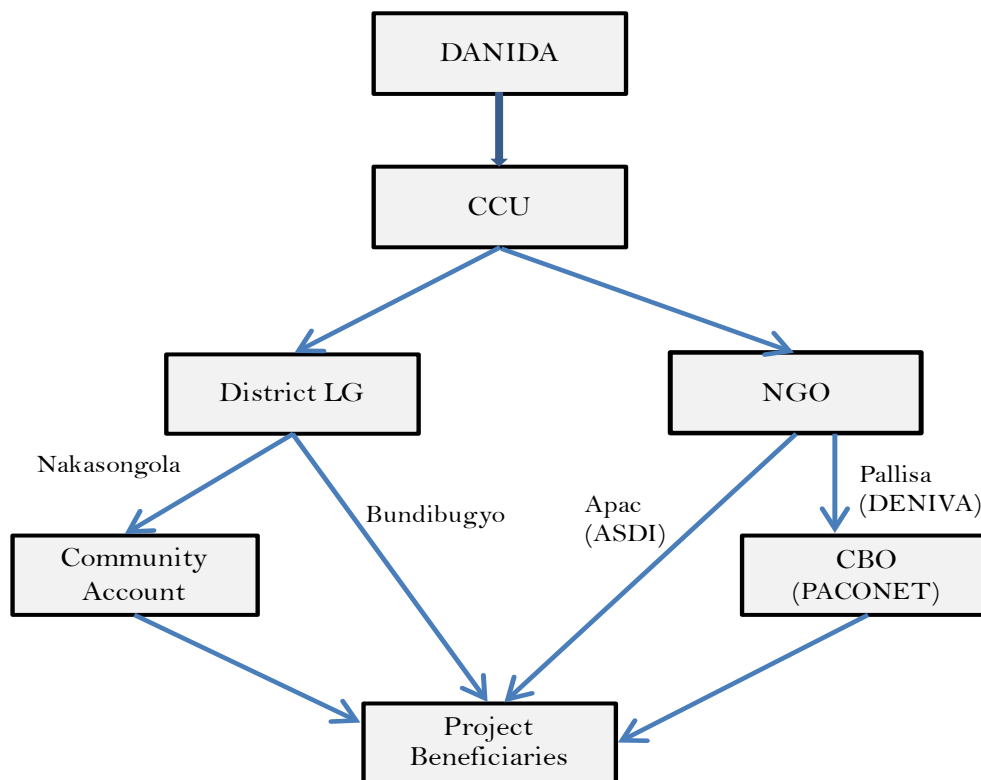 DANIDA
CCU
District LG
NGO
Nakasongola
Bundibugyo
Apac
(ASDI)
Pallisa
(DENIVA)
Community
Account
CBO
(PACONET)
Project
Beneficiaries